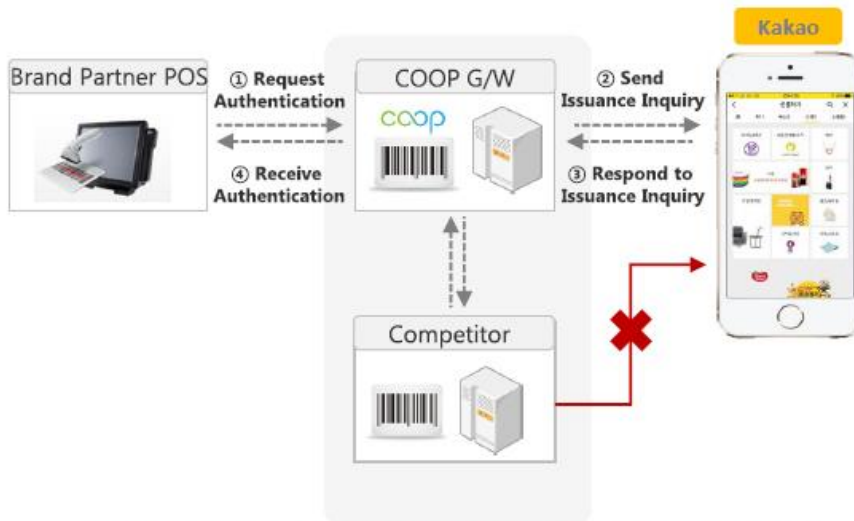 Kakao
Brand Partner POS
① Request
Authentication
COOP G/W
② Send
Issuance Inquiry
coop
④ Receive
Authentication
③ Respond to
Issuance Inquiry
Competitor